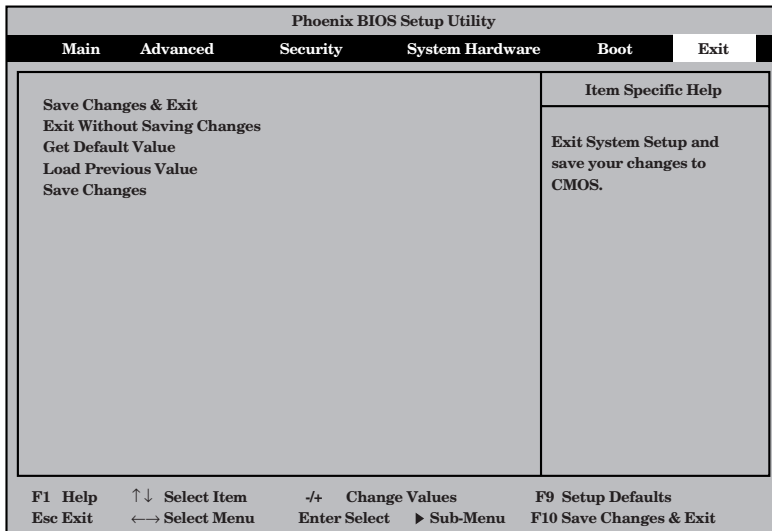 Phoenix BIOS Setup Utility
Main Advanced Security System Hardware Boot Exit
Save Changes & Exit
Exit Without Saving Changes
Get Default Value
Load Previous Value
Save Changes
Item Specific Help
Exit System Setup and
save your changes to
CMOS.
F1 Help ↑↓ Select Item -/+ Change Values F9 Setup Defaults
Esc Exit ←→ Select Menu Enter Select ▶ Sub-Menu F10 Save Changes & Exit